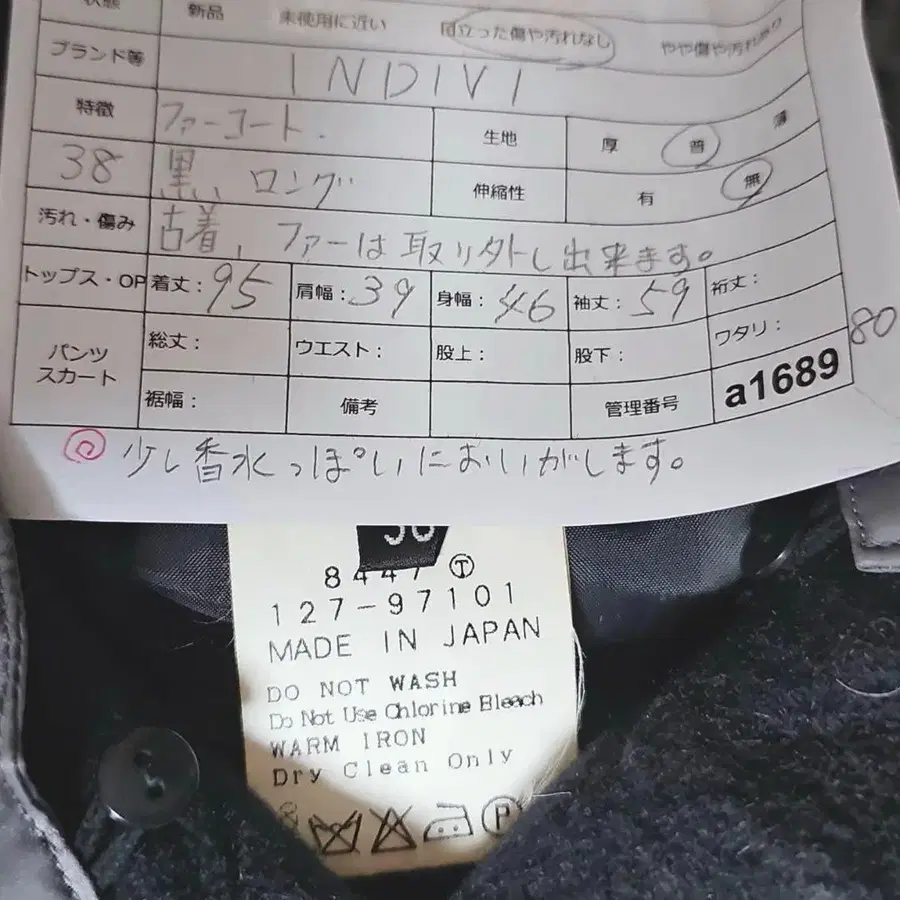 状態 新品 未使用に近い 目立った傷や汚れなし やや傷や汚れあり
ブランド等 INDIVI
特徴 ファーコート. 生地 厚 普 薄
38 黒、ロング 伸縮性 有 無
汚れ・傷み 古着、ファーは取り外し出来ます。
トップス・OP 着丈:95 肩幅:39 身幅:46 袖丈:59 裄丈:
パンツ スカート 総丈: ウエスト: 股上: 股下: ワタリ: 80
裾幅: 備考 管理番号 a1689
◎ 少し香水っぽいにおいがします。
8447 Ⓣ
127-97101
MADE IN JAPAN
DO NOT WASH
Do Not Use Chlorine Bleach
WARM IRON
Dry Clean Only
P